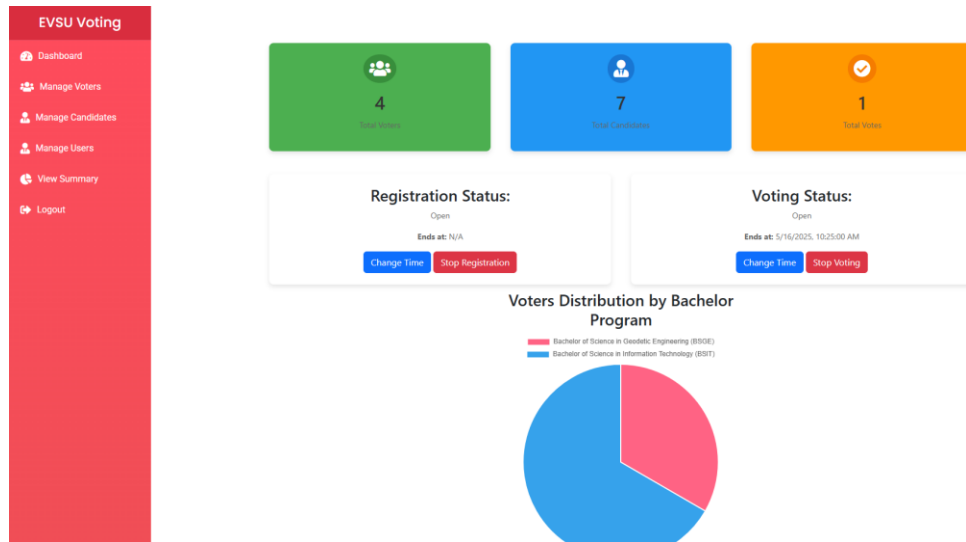 EVSU Voting
Dashboard
Manage Voters
Manage Candidates
Manage Users
View Summary
Logout
4
Total Voters
7
Total Candidates
1
Total Votes
Registration Status:
Open
Ends at: N/A
Change Time
Stop Registration
Voting Status:
Open
Ends at: 5/16/2025, 10:25:00 AM
Change Time
Stop Voting
Voters Distribution by Bachelor
Program
Bachelor of Science in Geodetic Engineering (BSGE)
Bachelor of Science in Information Technology (BSIT)